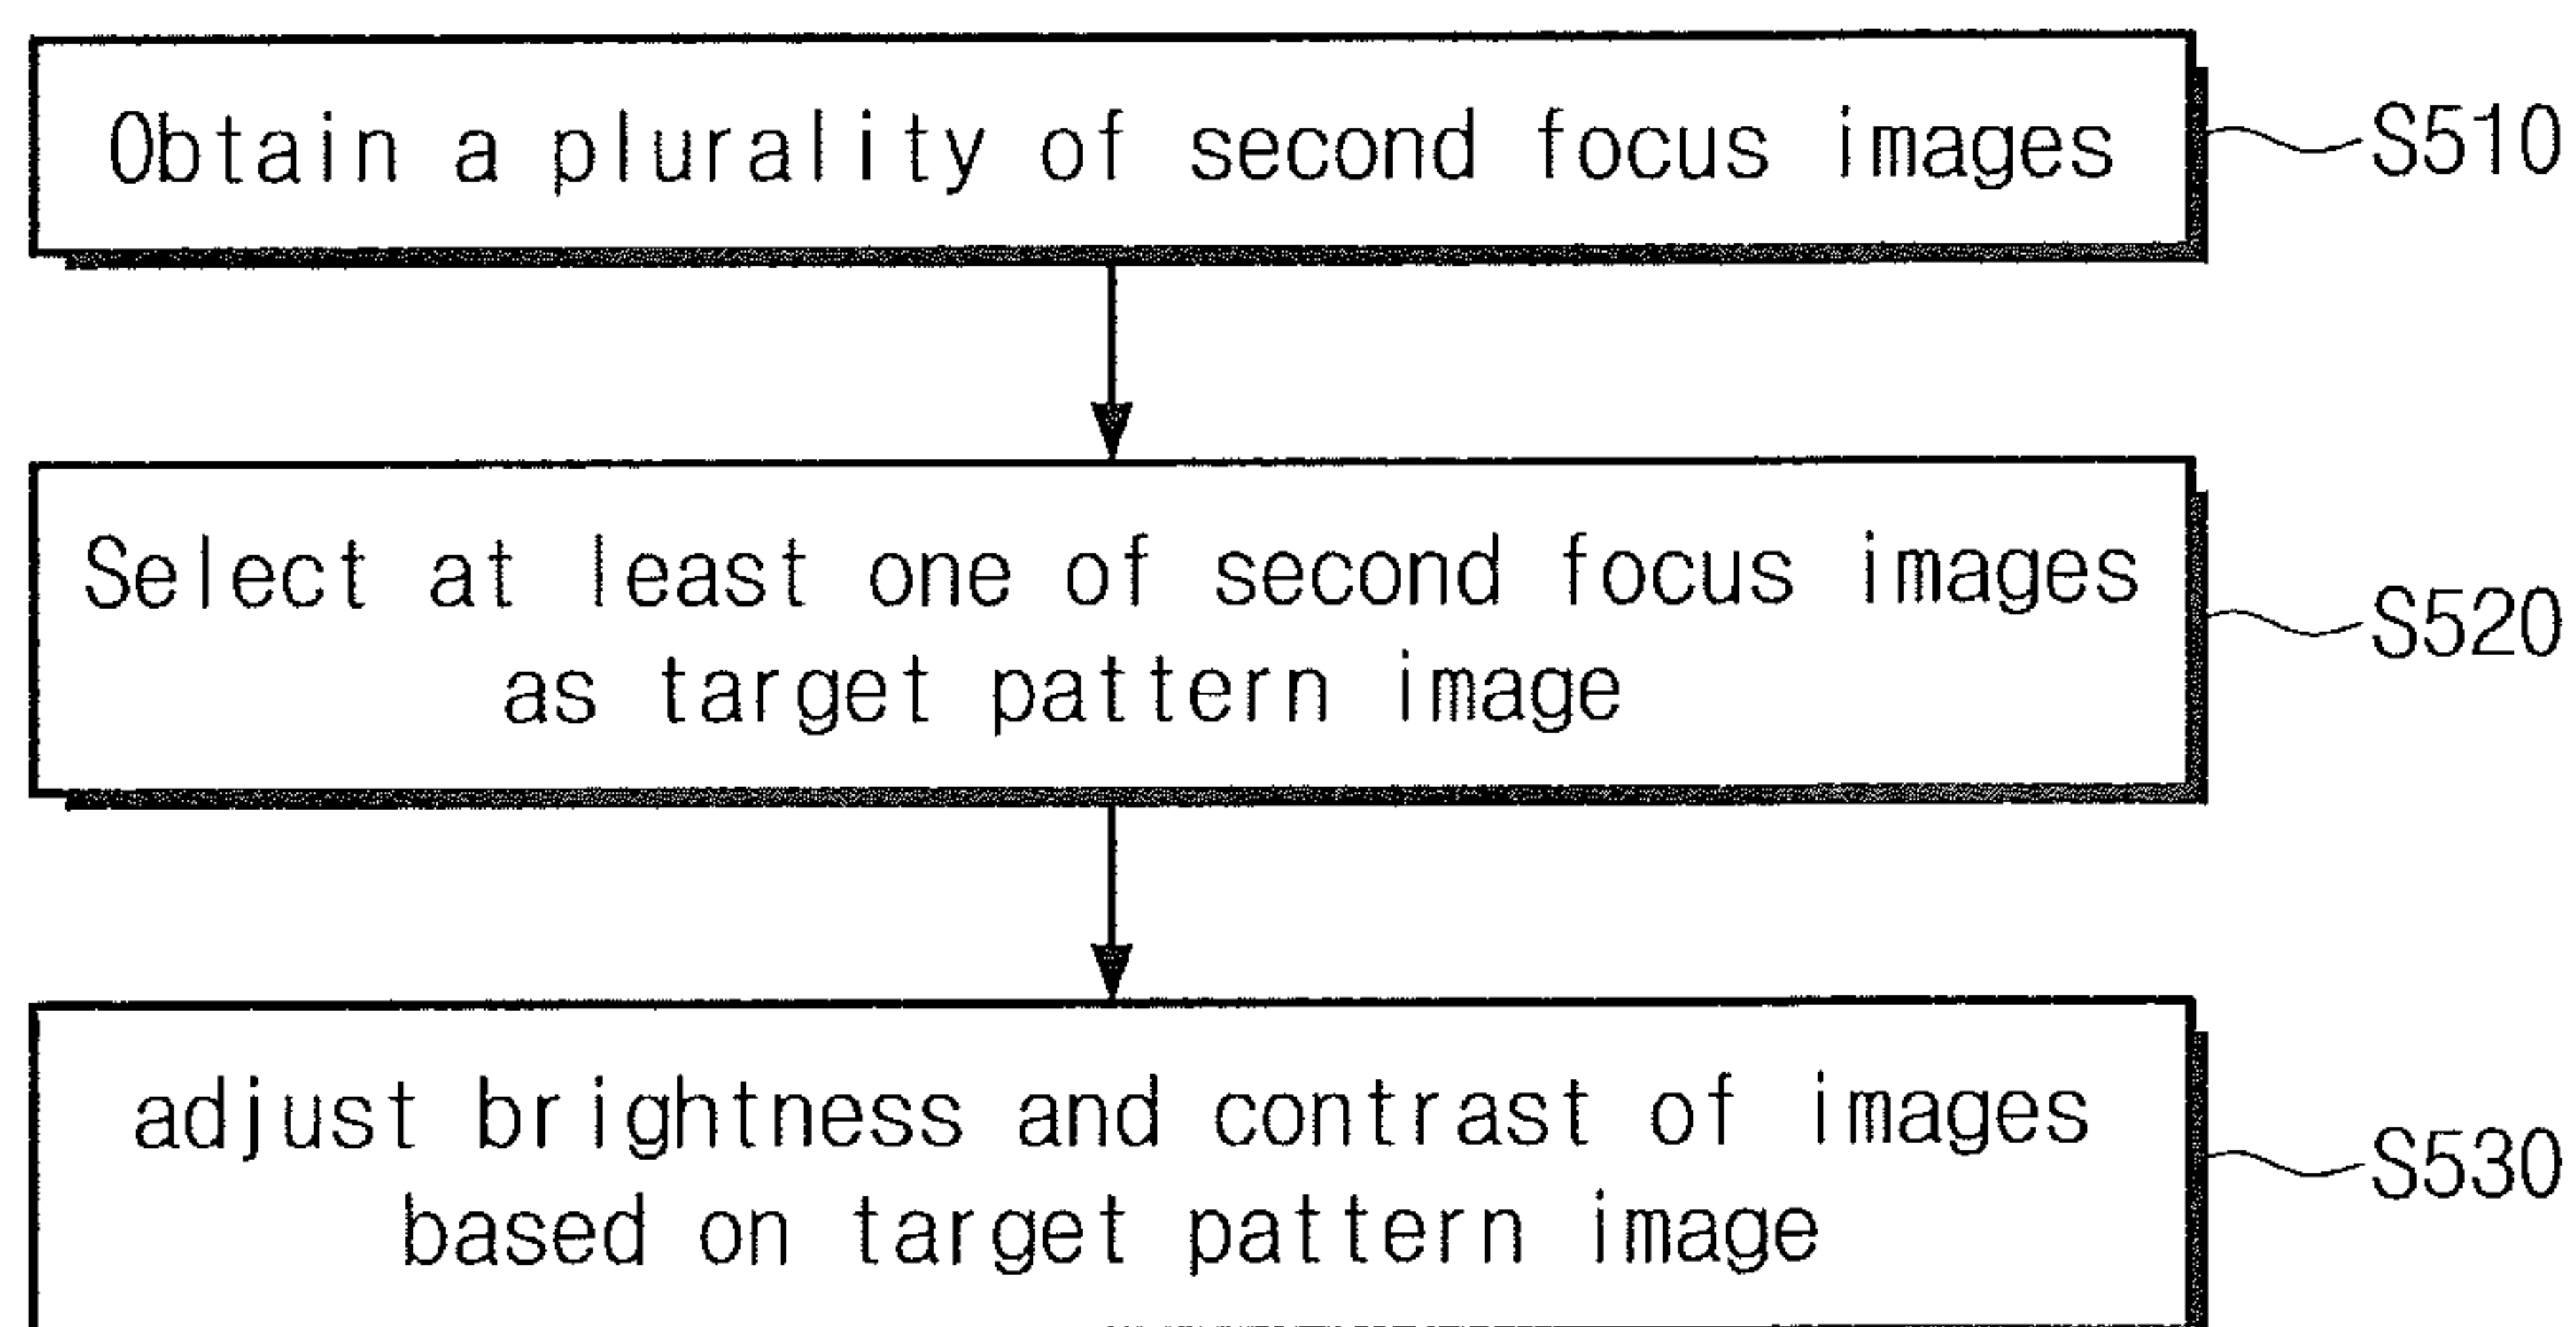 Obtain a plurality of second focus images
S510
Select at least one of second focus images
as target pattern image
S520
adjust brightness and contrast of images
based on target pattern image
S530